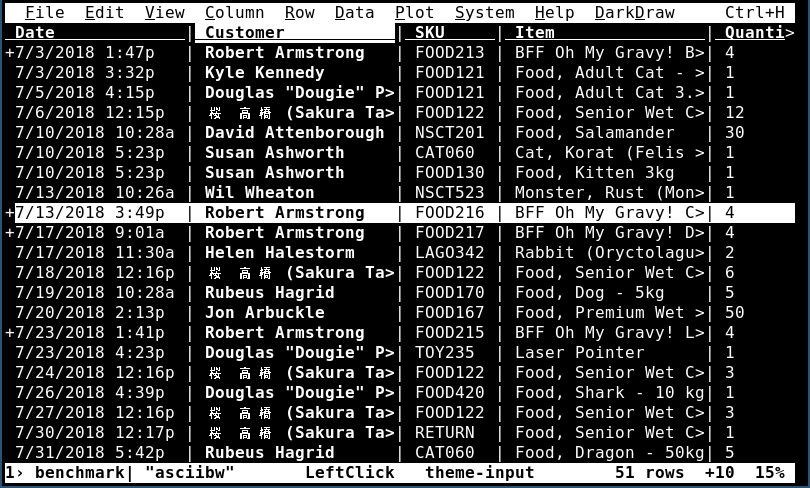 File Edit View Column Row Data Plot System Help DarkDraw Ctrl+H
Date | Customer | SKU | Item | Quanti>
+7/3/2018 1:47p | Robert Armstrong | FOOD213 | BFF Oh My Gravy! B>| 4
7/3/2018 3:32p | Kyle Kennedy | FOOD121 | Food, Adult Cat - >| 1
7/5/2018 4:15p | Douglas "Dougie" P>| FOOD121 | Food, Adult Cat 3.>| 1
7/6/2018 12:15p | 桜 高橋 (Sakura Ta>| FOOD122 | Food, Senior Wet C>| 12
7/10/2018 10:28a | David Attenborough | NSCT201 | Food, Salamander | 30
7/10/2018 5:23p | Susan Ashworth | CAT060 | Cat, Korat (Felis >| 1
7/10/2018 5:23p | Susan Ashworth | FOOD130 | Food, Kitten 3kg | 1
7/13/2018 10:26a | Wil Wheaton | NSCT523 | Monster, Rust (Mon>| 1
+7/13/2018 3:49p | Robert Armstrong | FOOD216 | BFF Oh My Gravy! C>| 4
+7/17/2018 9:01a | Robert Armstrong | FOOD217 | BFF Oh My Gravy! D>| 4
7/17/2018 11:30a | Helen Halestorm | LAGO342 | Rabbit (Oryctolagu>| 2
7/18/2018 12:16p | 桜 高橋 (Sakura Ta>| FOOD122 | Food, Senior Wet C>| 6
7/19/2018 10:28a | Rubeus Hagrid | FOOD170 | Food, Dog - 5kg | 5
7/20/2018 2:13p | Jon Arbuckle | FOOD167 | Food, Premium Wet >| 50
+7/23/2018 1:41p | Robert Armstrong | FOOD215 | BFF Oh My Gravy! L>| 4
7/23/2018 4:23p | Douglas "Dougie" P>| TOY235 | Laser Pointer | 1
7/24/2018 12:16p | 桜 高橋 (Sakura Ta>| FOOD122 | Food, Senior Wet C>| 3
7/26/2018 4:39p | Douglas "Dougie" P>| FOOD420 | Food, Shark - 10 kg| 1
7/27/2018 12:16p | 桜 高橋 (Sakura Ta>| FOOD122 | Food, Senior Wet C>| 3
7/30/2018 12:17p | 桜 高橋 (Sakura Ta>| RETURN | Food, Senior Wet C>| 1
7/31/2018 5:42p | Rubeus Hagrid | CAT060 | Food, Dragon - 50kg| 5
1› benchmark| "asciibw" LeftClick theme-input 51 rows +10 15%